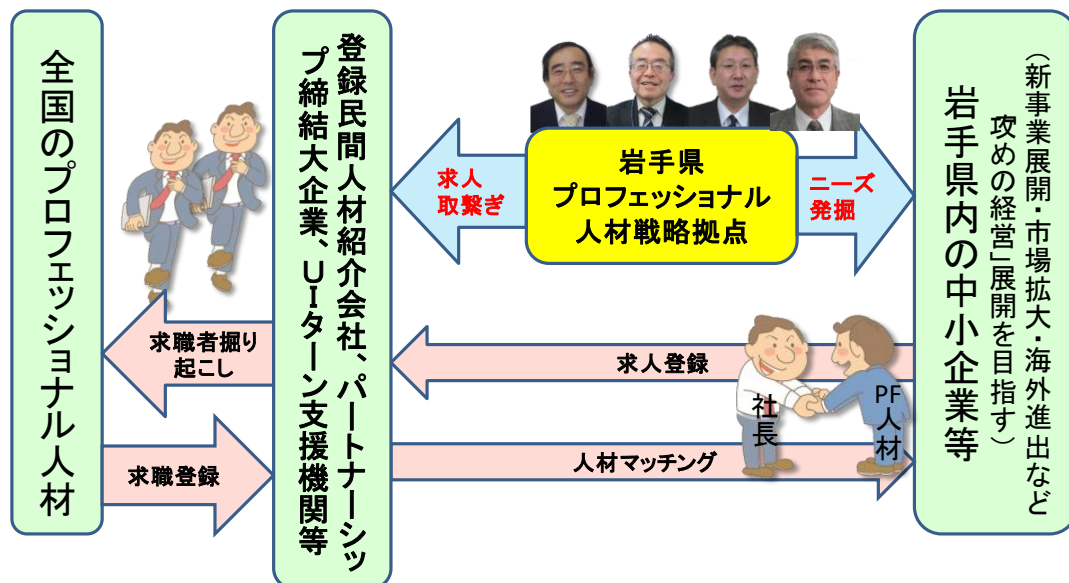 全国のプロフェッショナル人材
登録民間人材紹介会社、パートナーシッ
プ締結大企業、UIターン支援機関等
岩手県
プロフェッショナル
人材戦略拠点
求人
取繋ぎ
ニーズ
発掘
求職者掘り
起こし
求職登録
求人登録
人材マッチング
社長
PF
人材
(新事業展開・市場拡大・海外進出など
攻めの経営」展開を目指す)
岩手県内の中小企業等